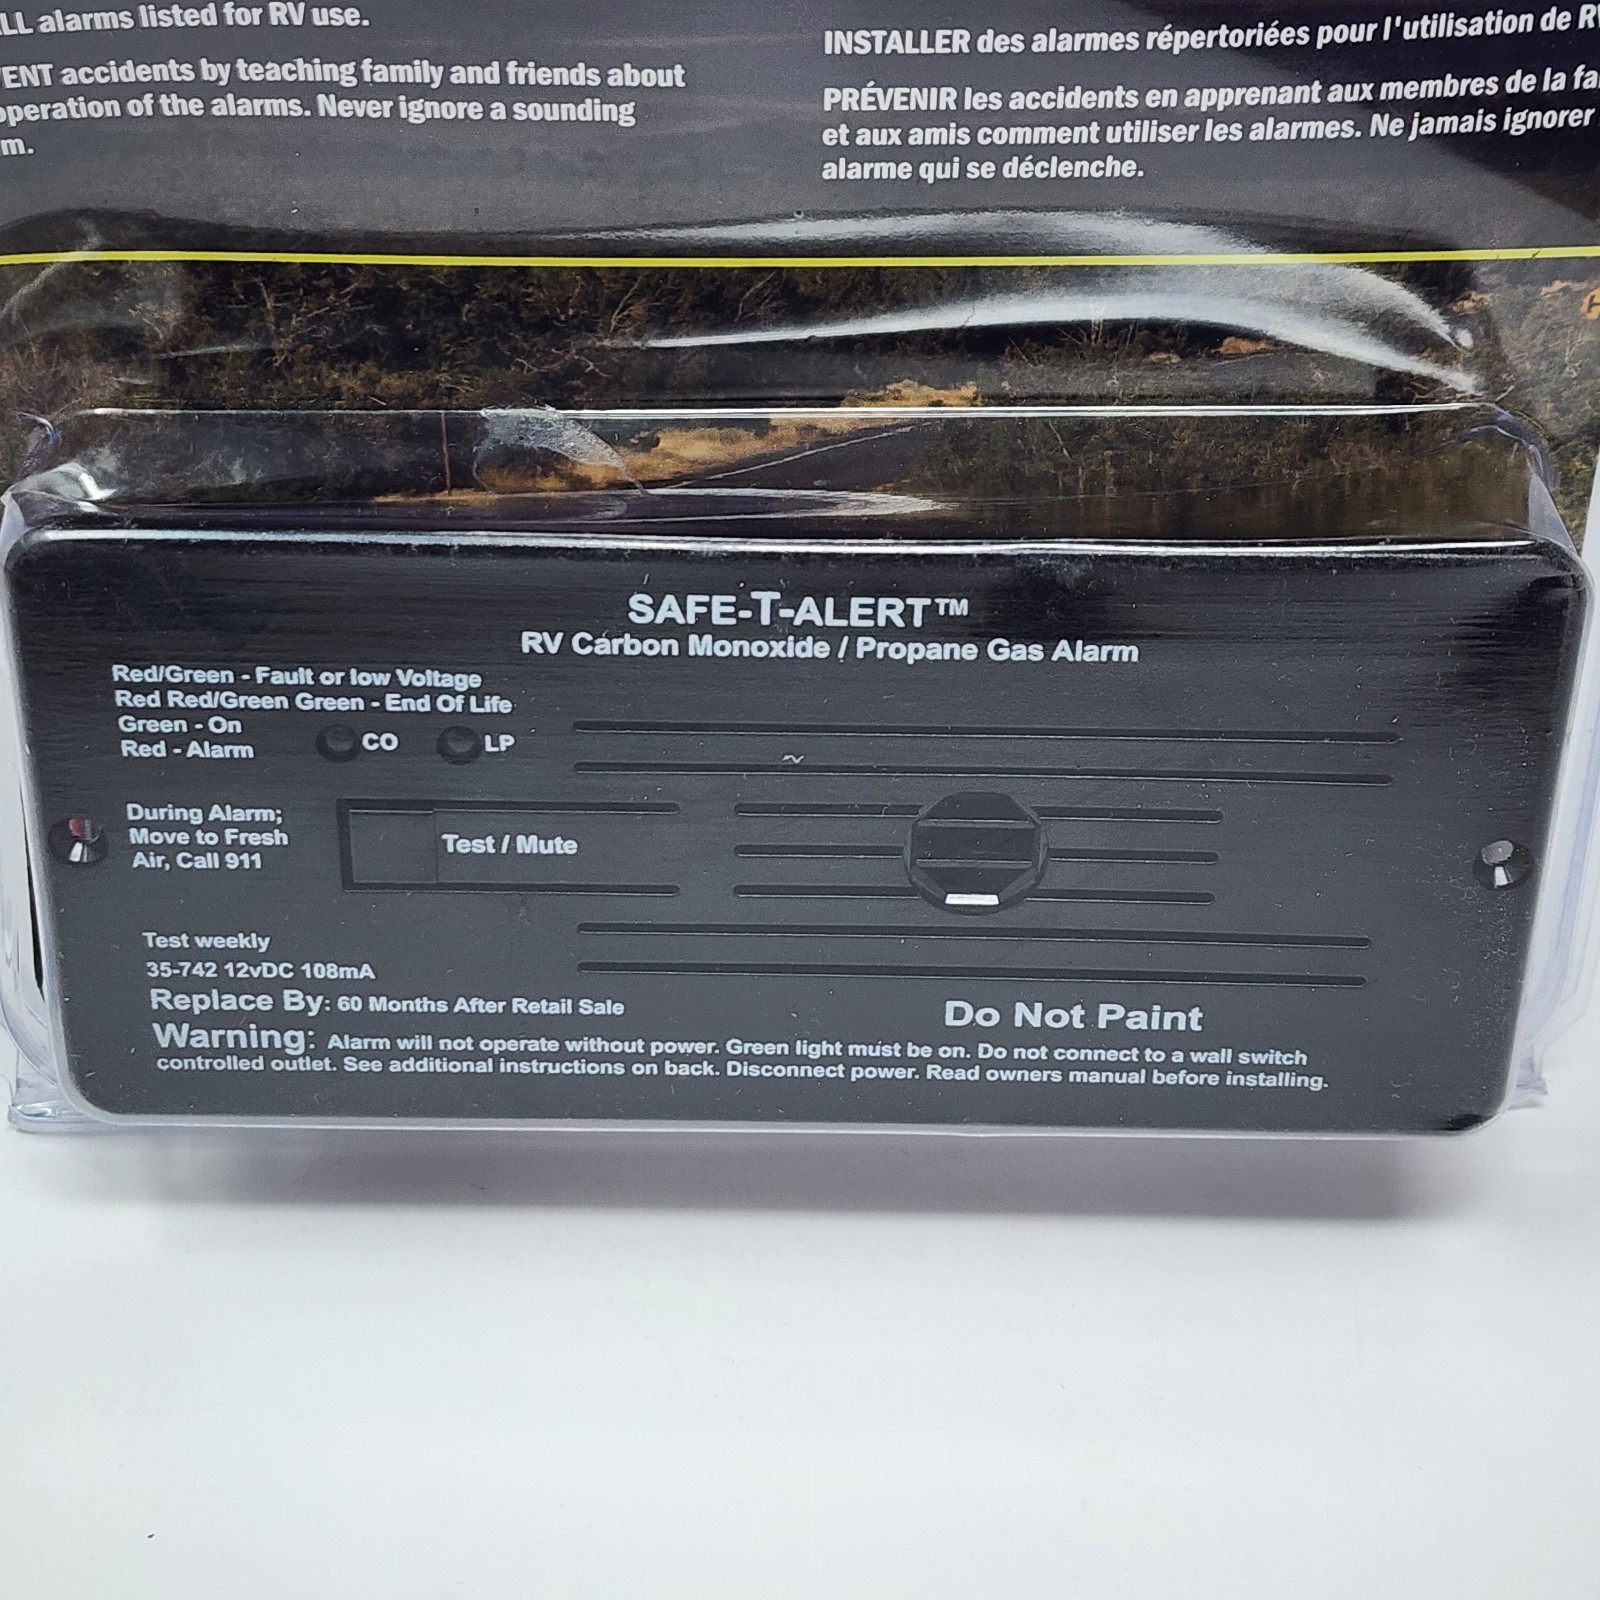 LL alarms listed for RV use.
ENT accidents by teaching family and friends about
operation of the alarms. Never ignore a sounding
m.
INSTALLER des alarmes répertoriées pour l'utilisation de RV
PRÉVENIR les accidents en apprenant aux membres de la fa
et aux amis comment utiliser les alarmes. Ne jamais ignorer
alarme qui se déclenche.
SAFE-T-ALERT™
RV Carbon Monoxide / Propane Gas Alarm
Red/Green - Fault or low Voltage
Red Red/Green Green - End Of Life
Green - On
Red - Alarm
CO
LP
During Alarm;
Move to Fresh
Air, Call 911
Test / Mute
Test weekly
35-742 12vDC 108mA
Replace By: 60 Months After Retail Sale
Do Not Paint
Warning: Alarm will not operate without power. Green light must be on. Do not connect to a wall switch
controlled outlet. See additional instructions on back. Disconnect power. Read owners manual before installing.